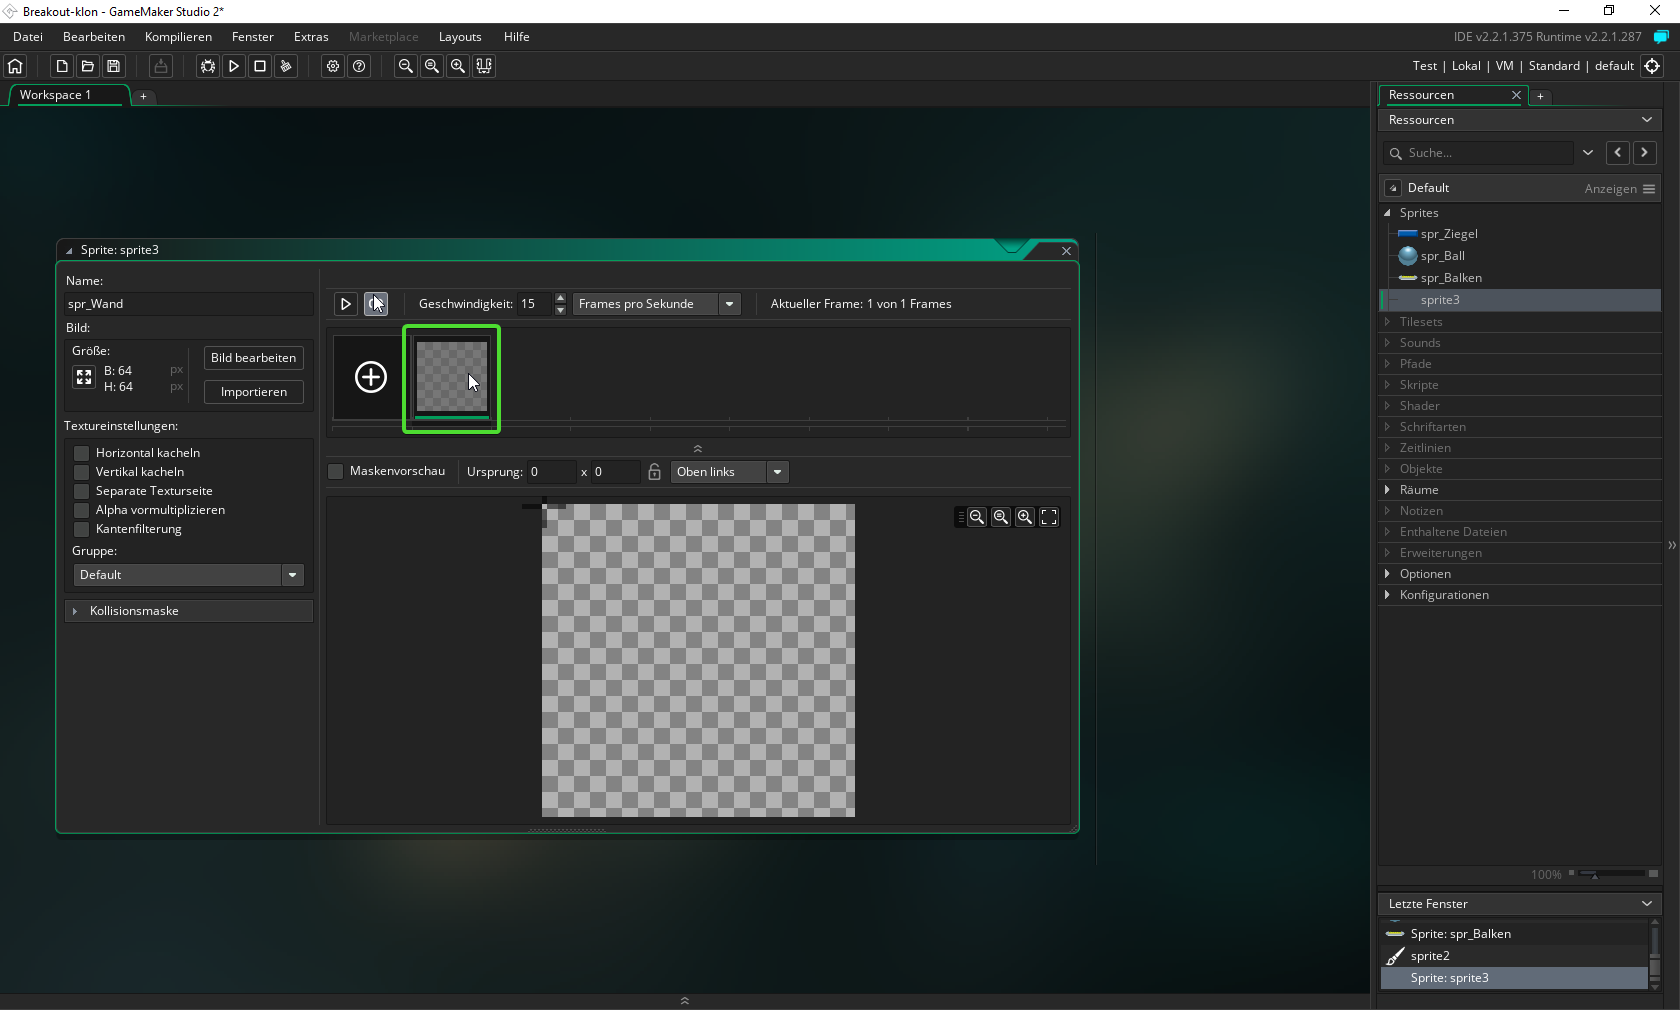 Breakout-klon - GameMaker Studio 2*
Datei Bearbeiten Kompilieren Fenster Extras Marketplace Layouts Hilfe
IDE v2.2.1.375 Runtime v2.2.1.287
Test | Lokal | VM | Standard | default
Workspace 1
+
Ressourcen
+
Ressourcen
Suche...
Default
Anzeigen
Sprites
spr_Ziegel
spr_Ball
spr_Balken
sprite3
Tilesets
Sounds
Pfade
Skripte
Shader
Schriftarten
Zeitlinien
Objekte
Räume
Notizen
Enthaltene Dateien
Erweiterungen
Optionen
Konfigurationen
100%
Letzte Fenster
Sprite: spr_Balken
sprite2
Sprite: sprite3
Sprite: sprite3
Name:
spr_Wand
Bild:
Größe:
B: 64 px
H: 64 px
Bild bearbeiten
Importieren
Textureinstellungen:
Horizontal kacheln
Vertikal kacheln
Separate Texturseite
Alpha vormultiplizieren
Kantenfilterung
Gruppe:
Default
Kollisionsmaske
Geschwindigkeit: 15 Frames pro Sekunde
Aktueller Frame: 1 von 1 Frames
Maskenvorschau
Ursprung: 0 x 0
Oben links